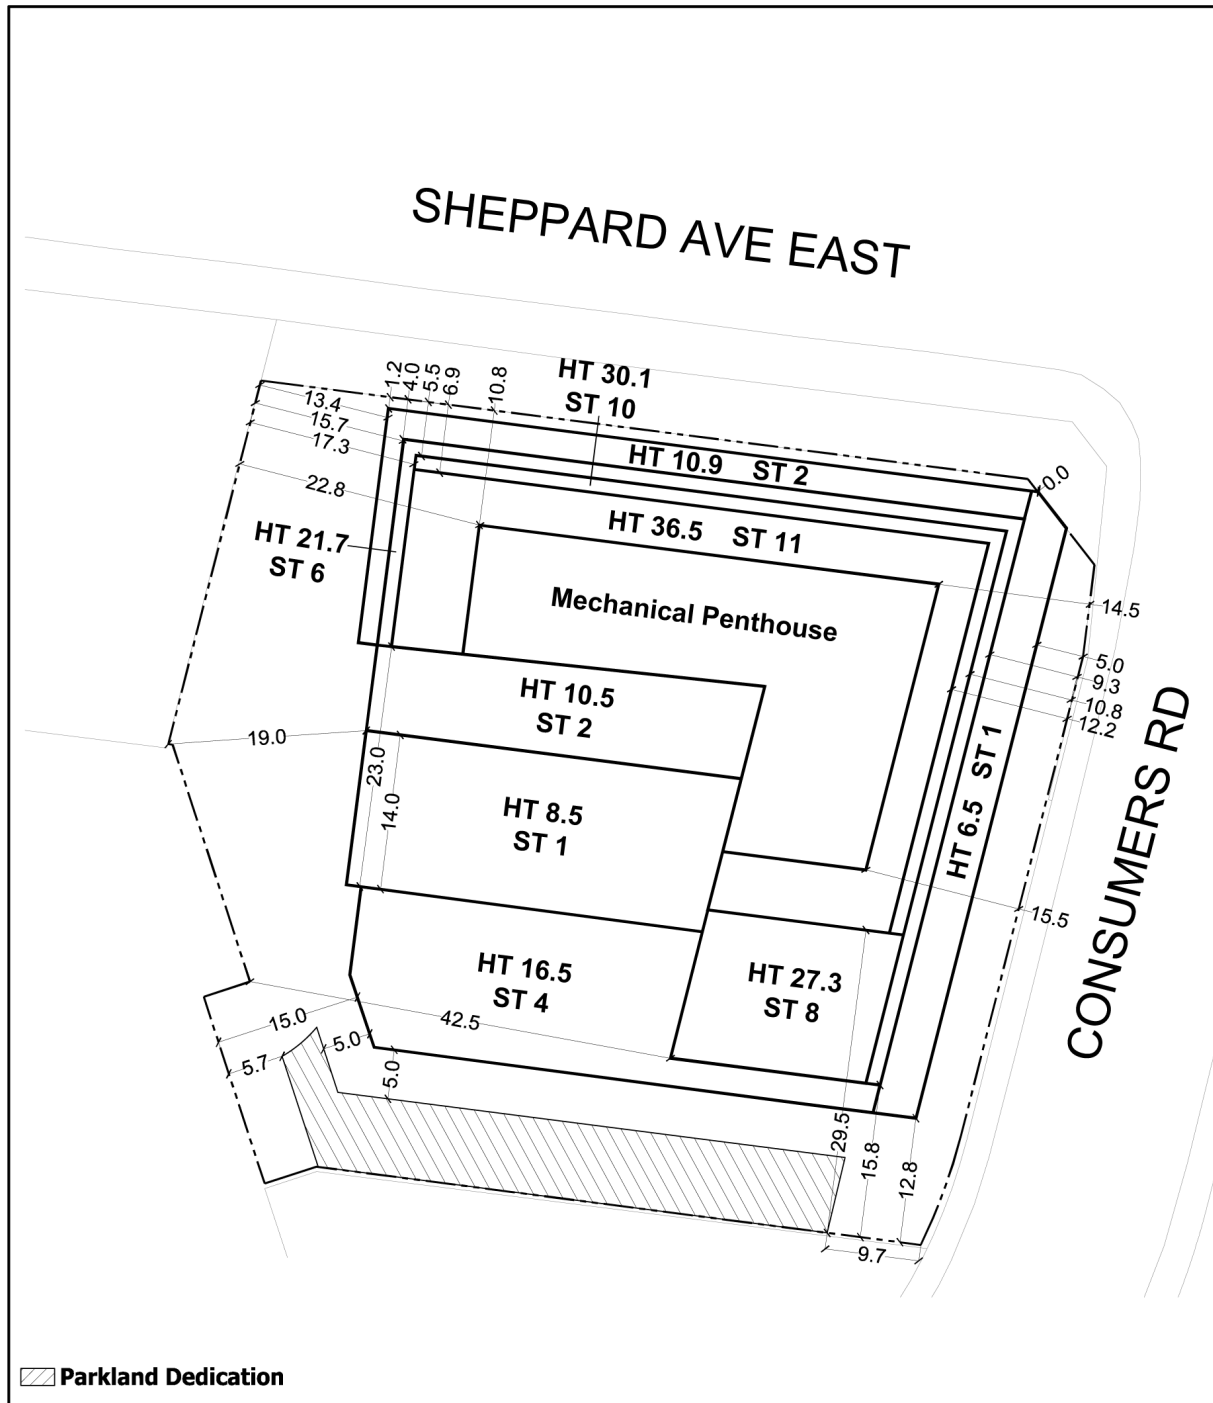 SHEPPARD AVE EAST
HT 30.1
ST 10
1.2
4.0
5.5
6.9
10.8
13.4
15.7
17.3
22.8
HT 10.9 ST 2
0.0
HT 36.5 ST 11
HT 21.7
ST 6
Mechanical Penthouse
14.5
5.0
9.3
10.8
12.2
HT 10.5
ST 2
19.0
23.0
14.0
HT 8.5
ST 1
HT 6.5 ST 1
CONSUMERS RD
15.5
HT 16.5
ST 4
HT 27.3
ST 8
15.0
42.5
5.7
5.0
5.0
29.5
15.8
12.8
9.7
Parkland Dedication